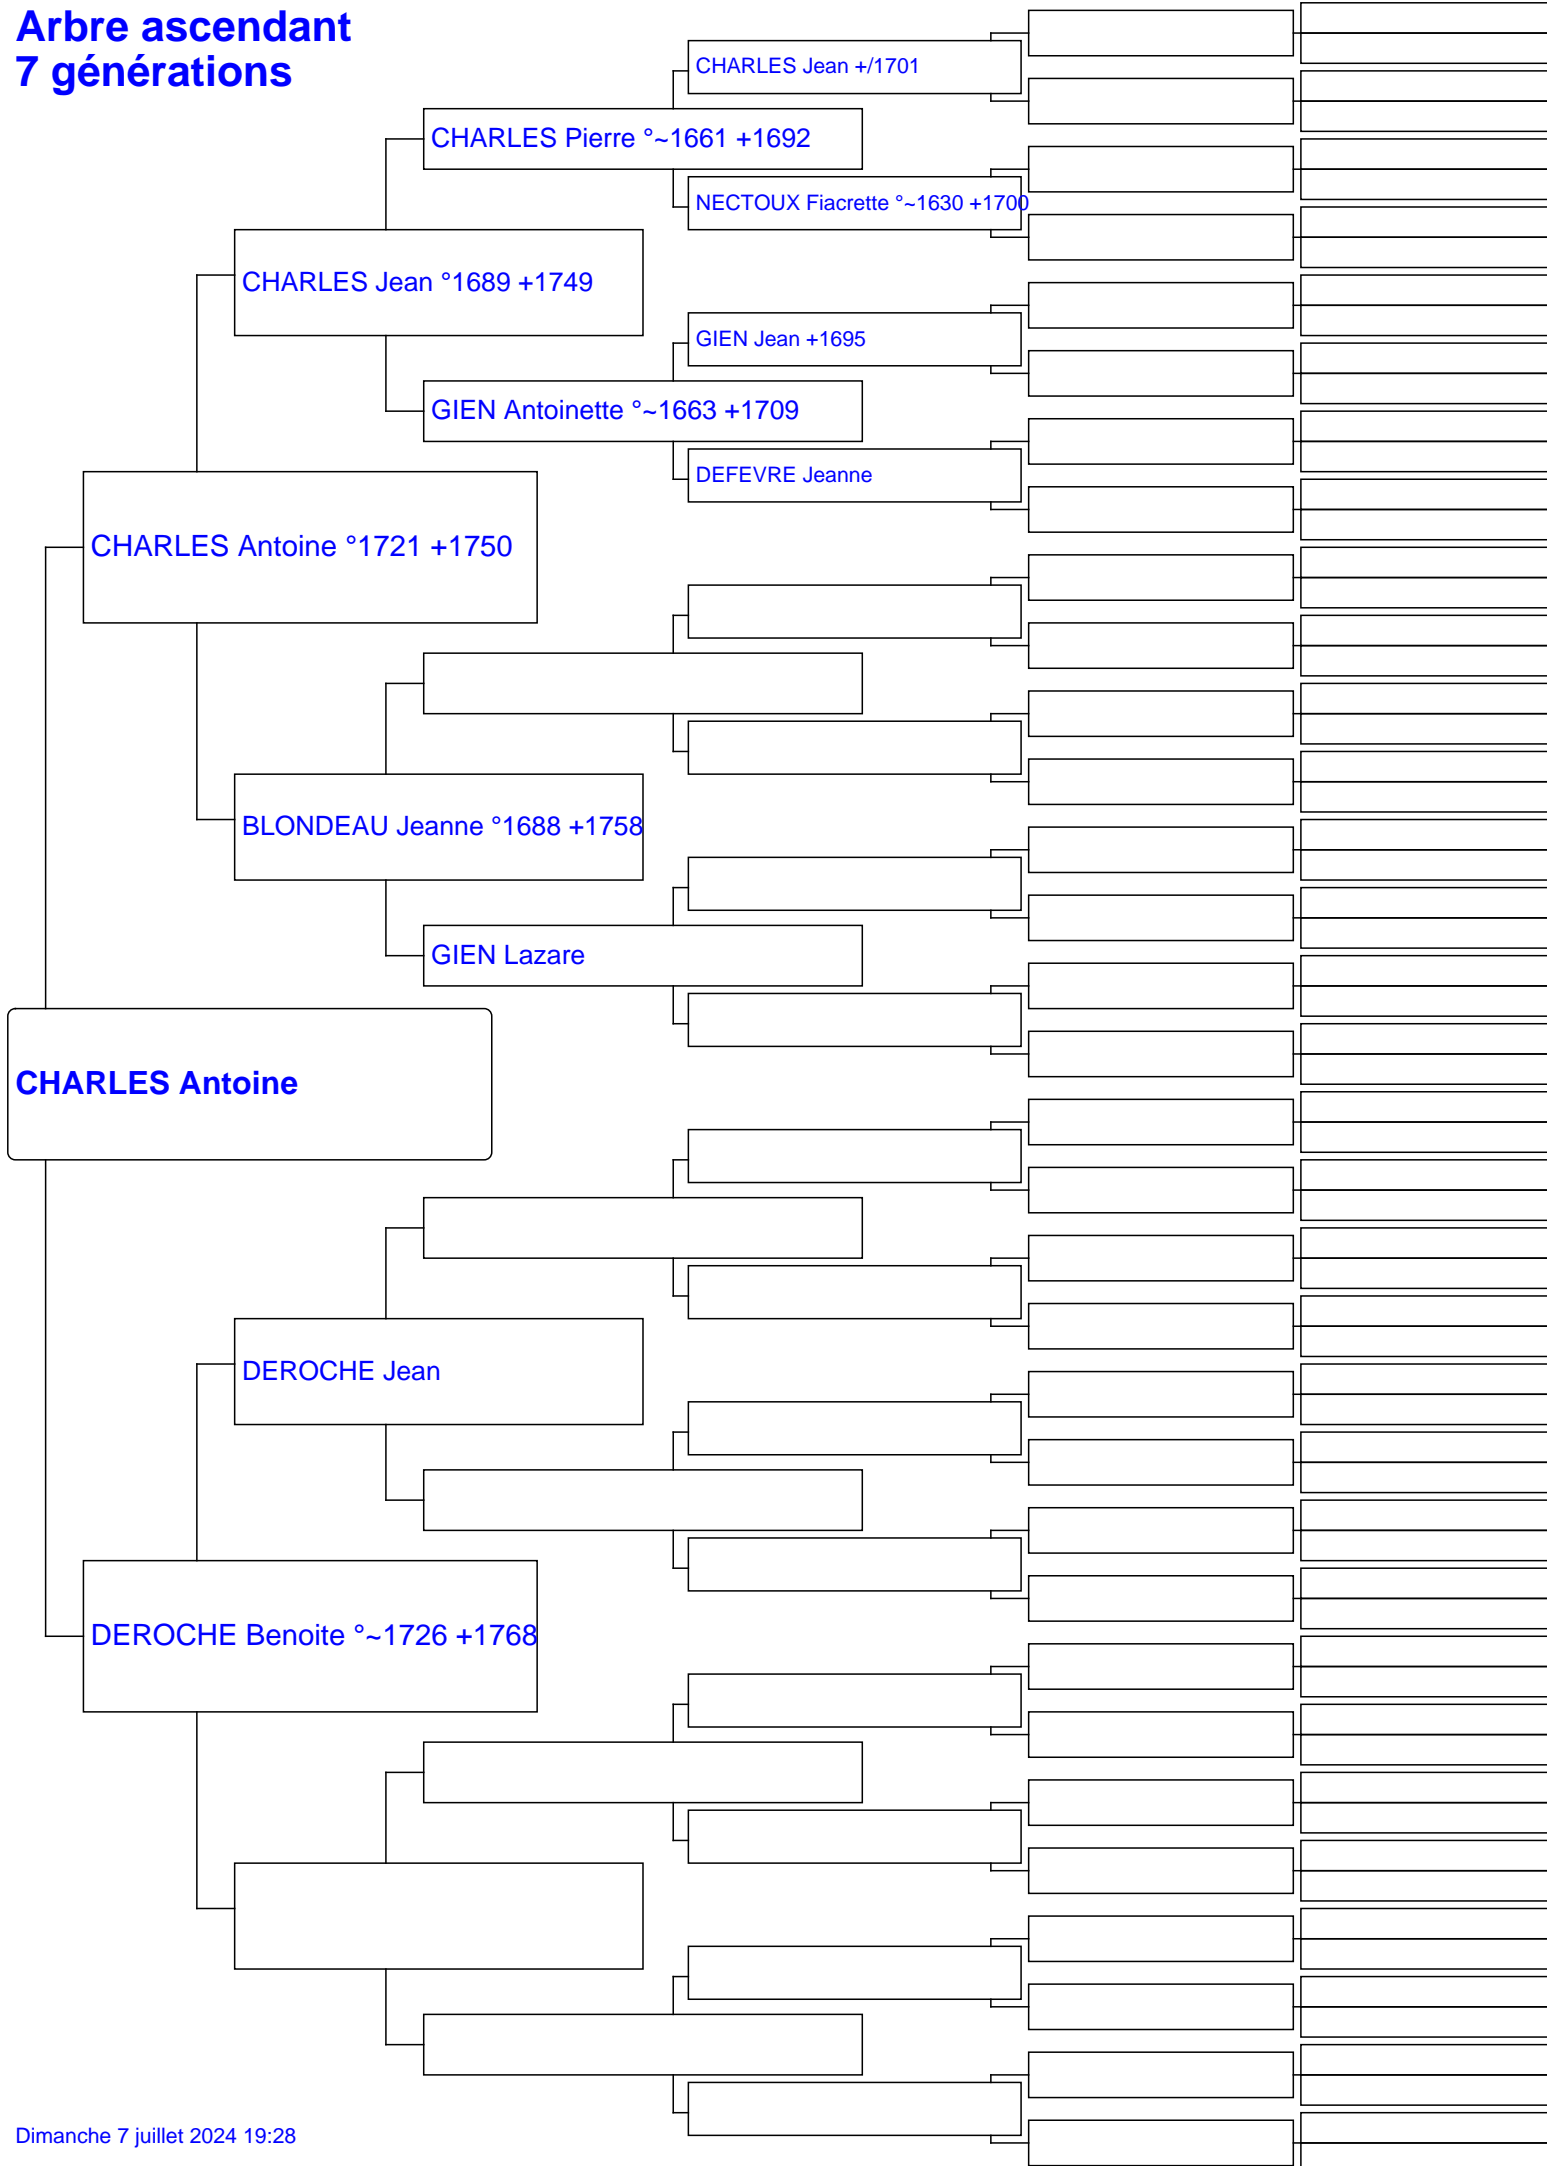 Arbre ascendant
7 générations
CHARLES Jean +/1701
CHARLES Pierre °~1661 +1692
NECTOUX Fiacrette °~1630 +1700
CHARLES Jean °1689 +1749
GIEN Jean +1695
GIEN Antoinette °~1663 +1709
DEFEVRE Jeanne
CHARLES Antoine °1721 +1750
BLONDEAU Jeanne °1688 +1758
GIEN Lazare
CHARLES Antoine
DEROCHE Jean
DEROCHE Benoite °~1726 +1768
Dimanche 7 juillet 2024 19:28